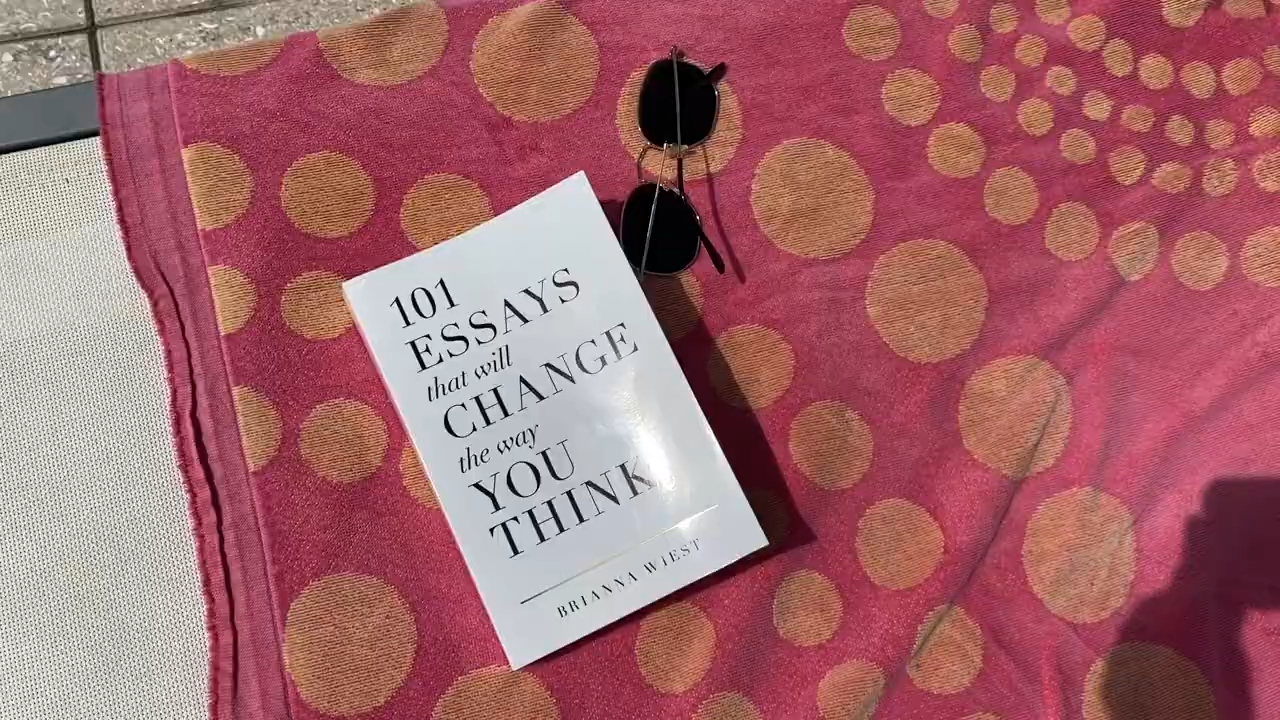 101
ESSAYS
that will
CHANGE
the way
YOU
THINK
BRIANNA WIEST